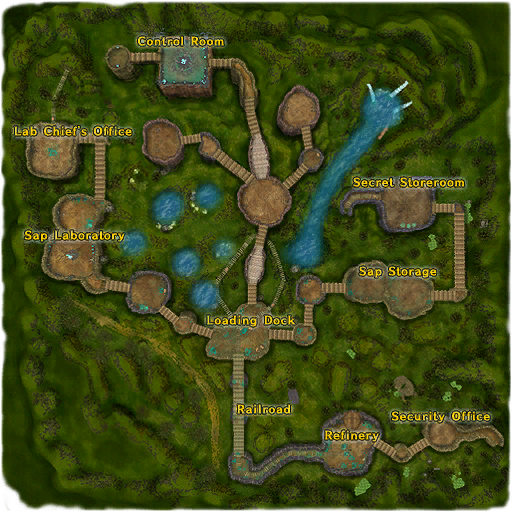 Control Room
Lab Chief's Office
Secret Storeroom
Sap Laboratory
Sap Storage
Loading Dock
Railroad
Security Office
Refinery